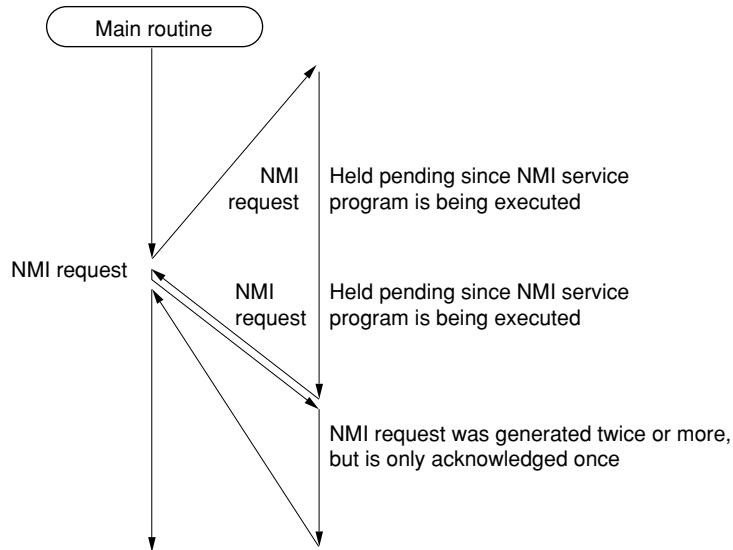 Main routine
NMI
request
Held pending since NMI service
program is being executed
NMI request
NMI
request
Held pending since NMI service
program is being executed
NMI request was generated twice or more,
but is only acknowledged once